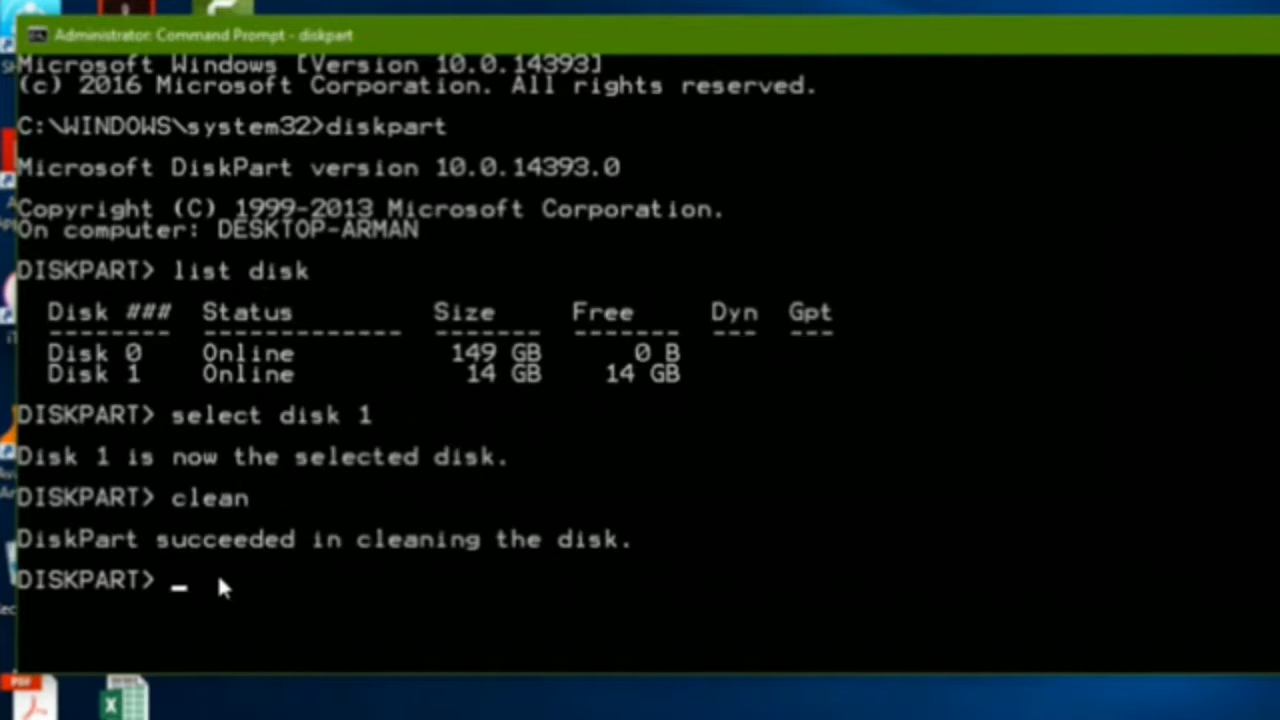 Administrator: Command Prompt - diskpart
Microsoft Windows [Version 10.0.14393]
(c) 2016 Microsoft Corporation. All rights reserved.
C:\WINDOWS\system32>diskpart
Microsoft DiskPart version 10.0.14393.0
Copyright (C) 1999-2013 Microsoft Corporation.
On computer: DESKTOP-ARMAN
DISKPART> list disk
Disk ###  Status         Size     Free     Dyn  Gpt
--------  -------------  -------  -------  ---  ---
Disk 0    Online          149 GB      0 B
Disk 1    Online           14 GB    14 GB
DISKPART> select disk 1
Disk 1 is now the selected disk.
DISKPART> clean
DiskPart succeeded in cleaning the disk.
DISKPART> _
PDF